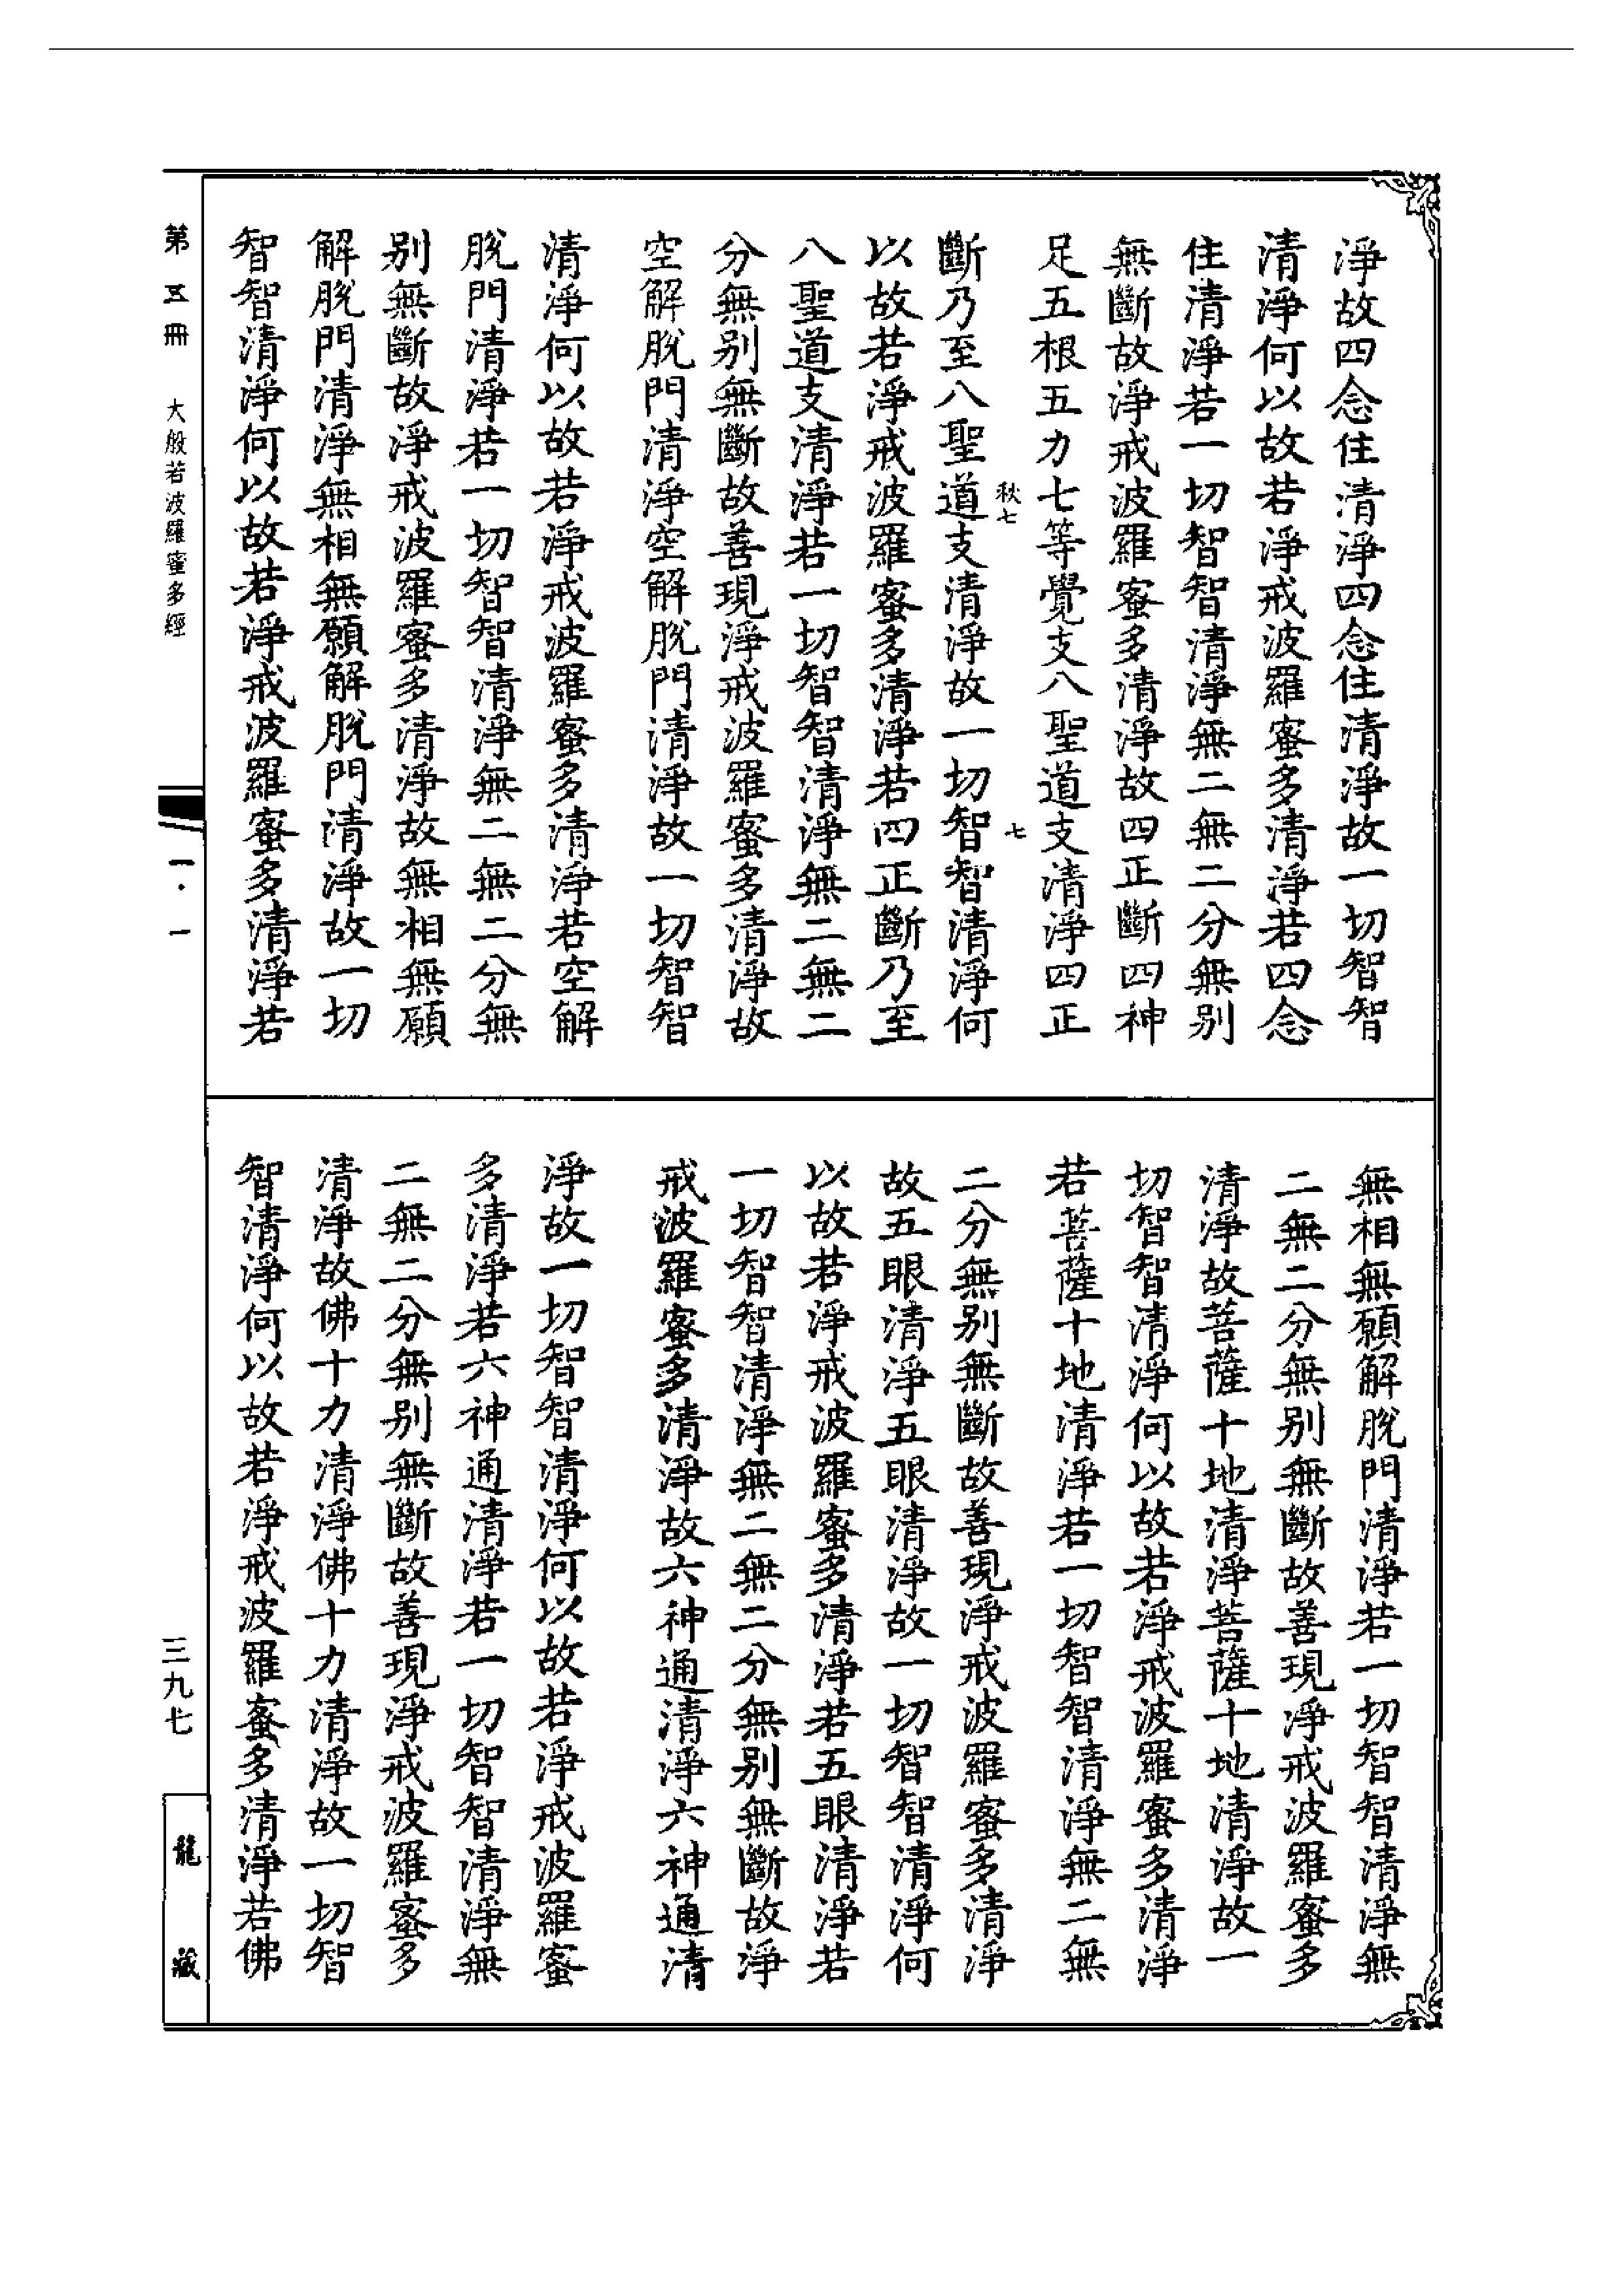 淨故四念住清淨四念住清淨故一切智智
清淨何以故若淨戒波羅蜜多清淨若四念
住清淨若一切智智清淨無二無二分無別
無斷故淨戒波羅蜜多清淨故四正斷四神
足五根五力七等覺支八聖道支清淨四正
秋七
七
斷乃至八聖道支清淨故一切智智清淨何
以故若淨戒波羅蜜多清淨若四正斷乃至
八聖道支清淨若一切智智清淨無二無二
分無別無斷故善現淨戒波羅蜜多清淨故
空解脫門清淨空解脫門清淨故一切智智
清淨何以故若淨戒波羅蜜多清淨若空解
脫門清淨若一切智智清淨無二無二分無
別無斷故淨戒波羅蜜多清淨故無相無願
解脫門清淨無相無願解脫門清淨故一切
智智清淨何以故若淨戒波羅蜜多清淨若
無相無願解脫門清淨若一切智智清淨無
二無二分無別無斷故善現淨戒波羅蜜多
清淨故菩薩十地清淨菩薩十地清淨故一
切智智清淨何以故若淨戒波羅蜜多清淨
若菩薩十地清淨若一切智智清淨無二無
二分無別無斷故善現淨戒波羅蜜多清淨
故五眼清淨五眼清淨故一切智智清淨何
以故若淨戒波羅蜜多清淨若五眼清淨若
一切智智清淨無二無二分無別無斷故淨
戒波羅蜜多清淨故六神通清淨六神通清
淨故一切智智清淨何以故若淨戒波羅蜜
多清淨若六神通清淨若一切智智清淨無
二無二分無別無斷故善現淨戒波羅蜜多
清淨故佛十力清淨佛十力清淨故一切智
智清淨何以故若淨戒波羅蜜多清淨若佛
第五冊 大般若波羅蜜多經 一·一 三九七
龍藏